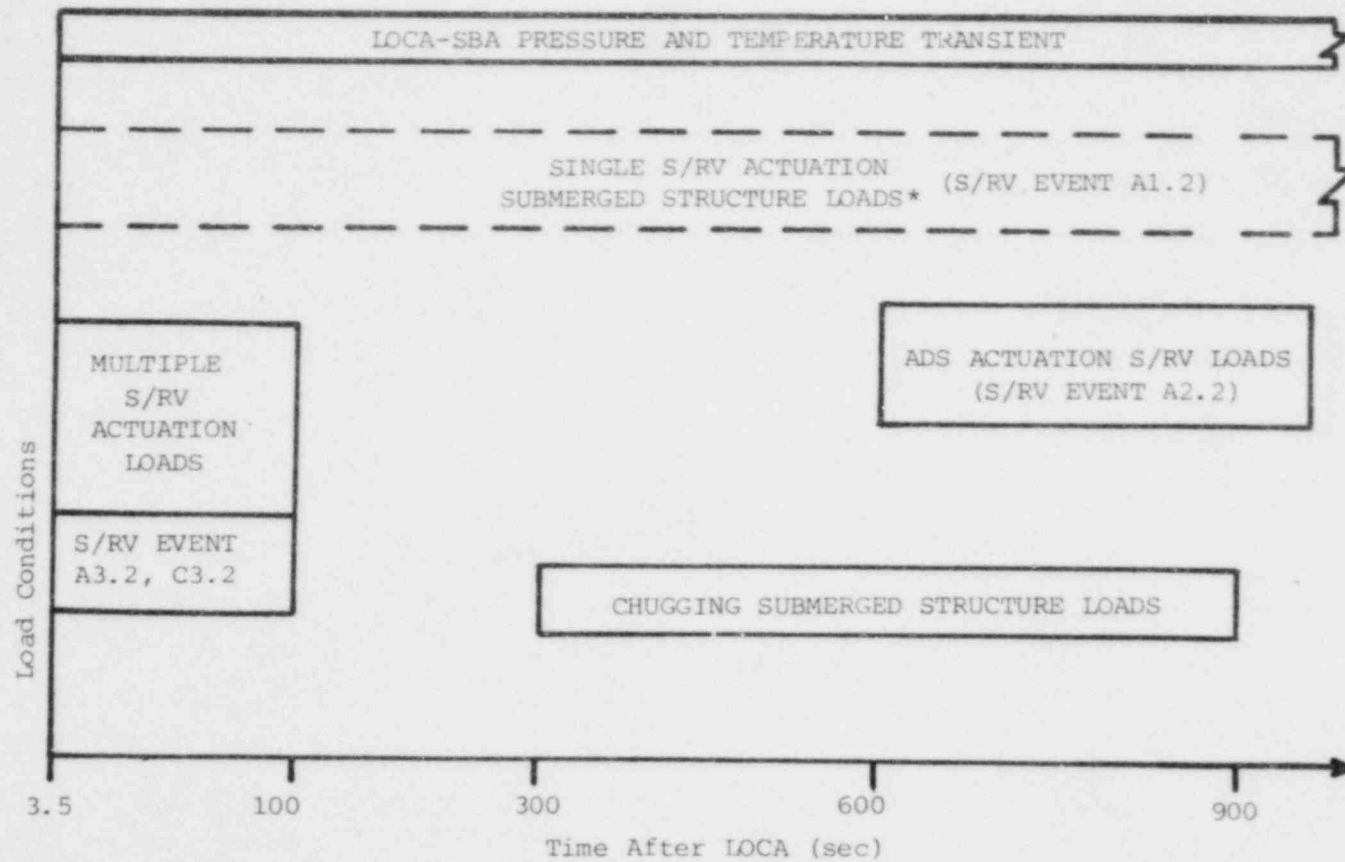 LOCA-SBA PRESSURE AND TEMPERATURE TRANSIENT
SINGLE S/RV ACTUATION
SUBMERGED STRUCTURE LOADS* (S/RV EVENT A1.2)
MULTIPLE
S/RV
ACTUATION
LOADS
S/RV EVENT
A3.2, C3.2
ADS ACTUATION S/RV LOADS
(S/RV EVENT A2.2)
CHUGGING SUBMERGED STRUCTURE LOADS
Load Conditions
3.5 100 300 600 900
Time After LOCA (sec)